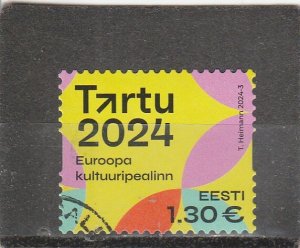 Tartu
2024
Euroopa
kultuuripealinn
EESTI
1.30 €
T. Heimann 2024-3